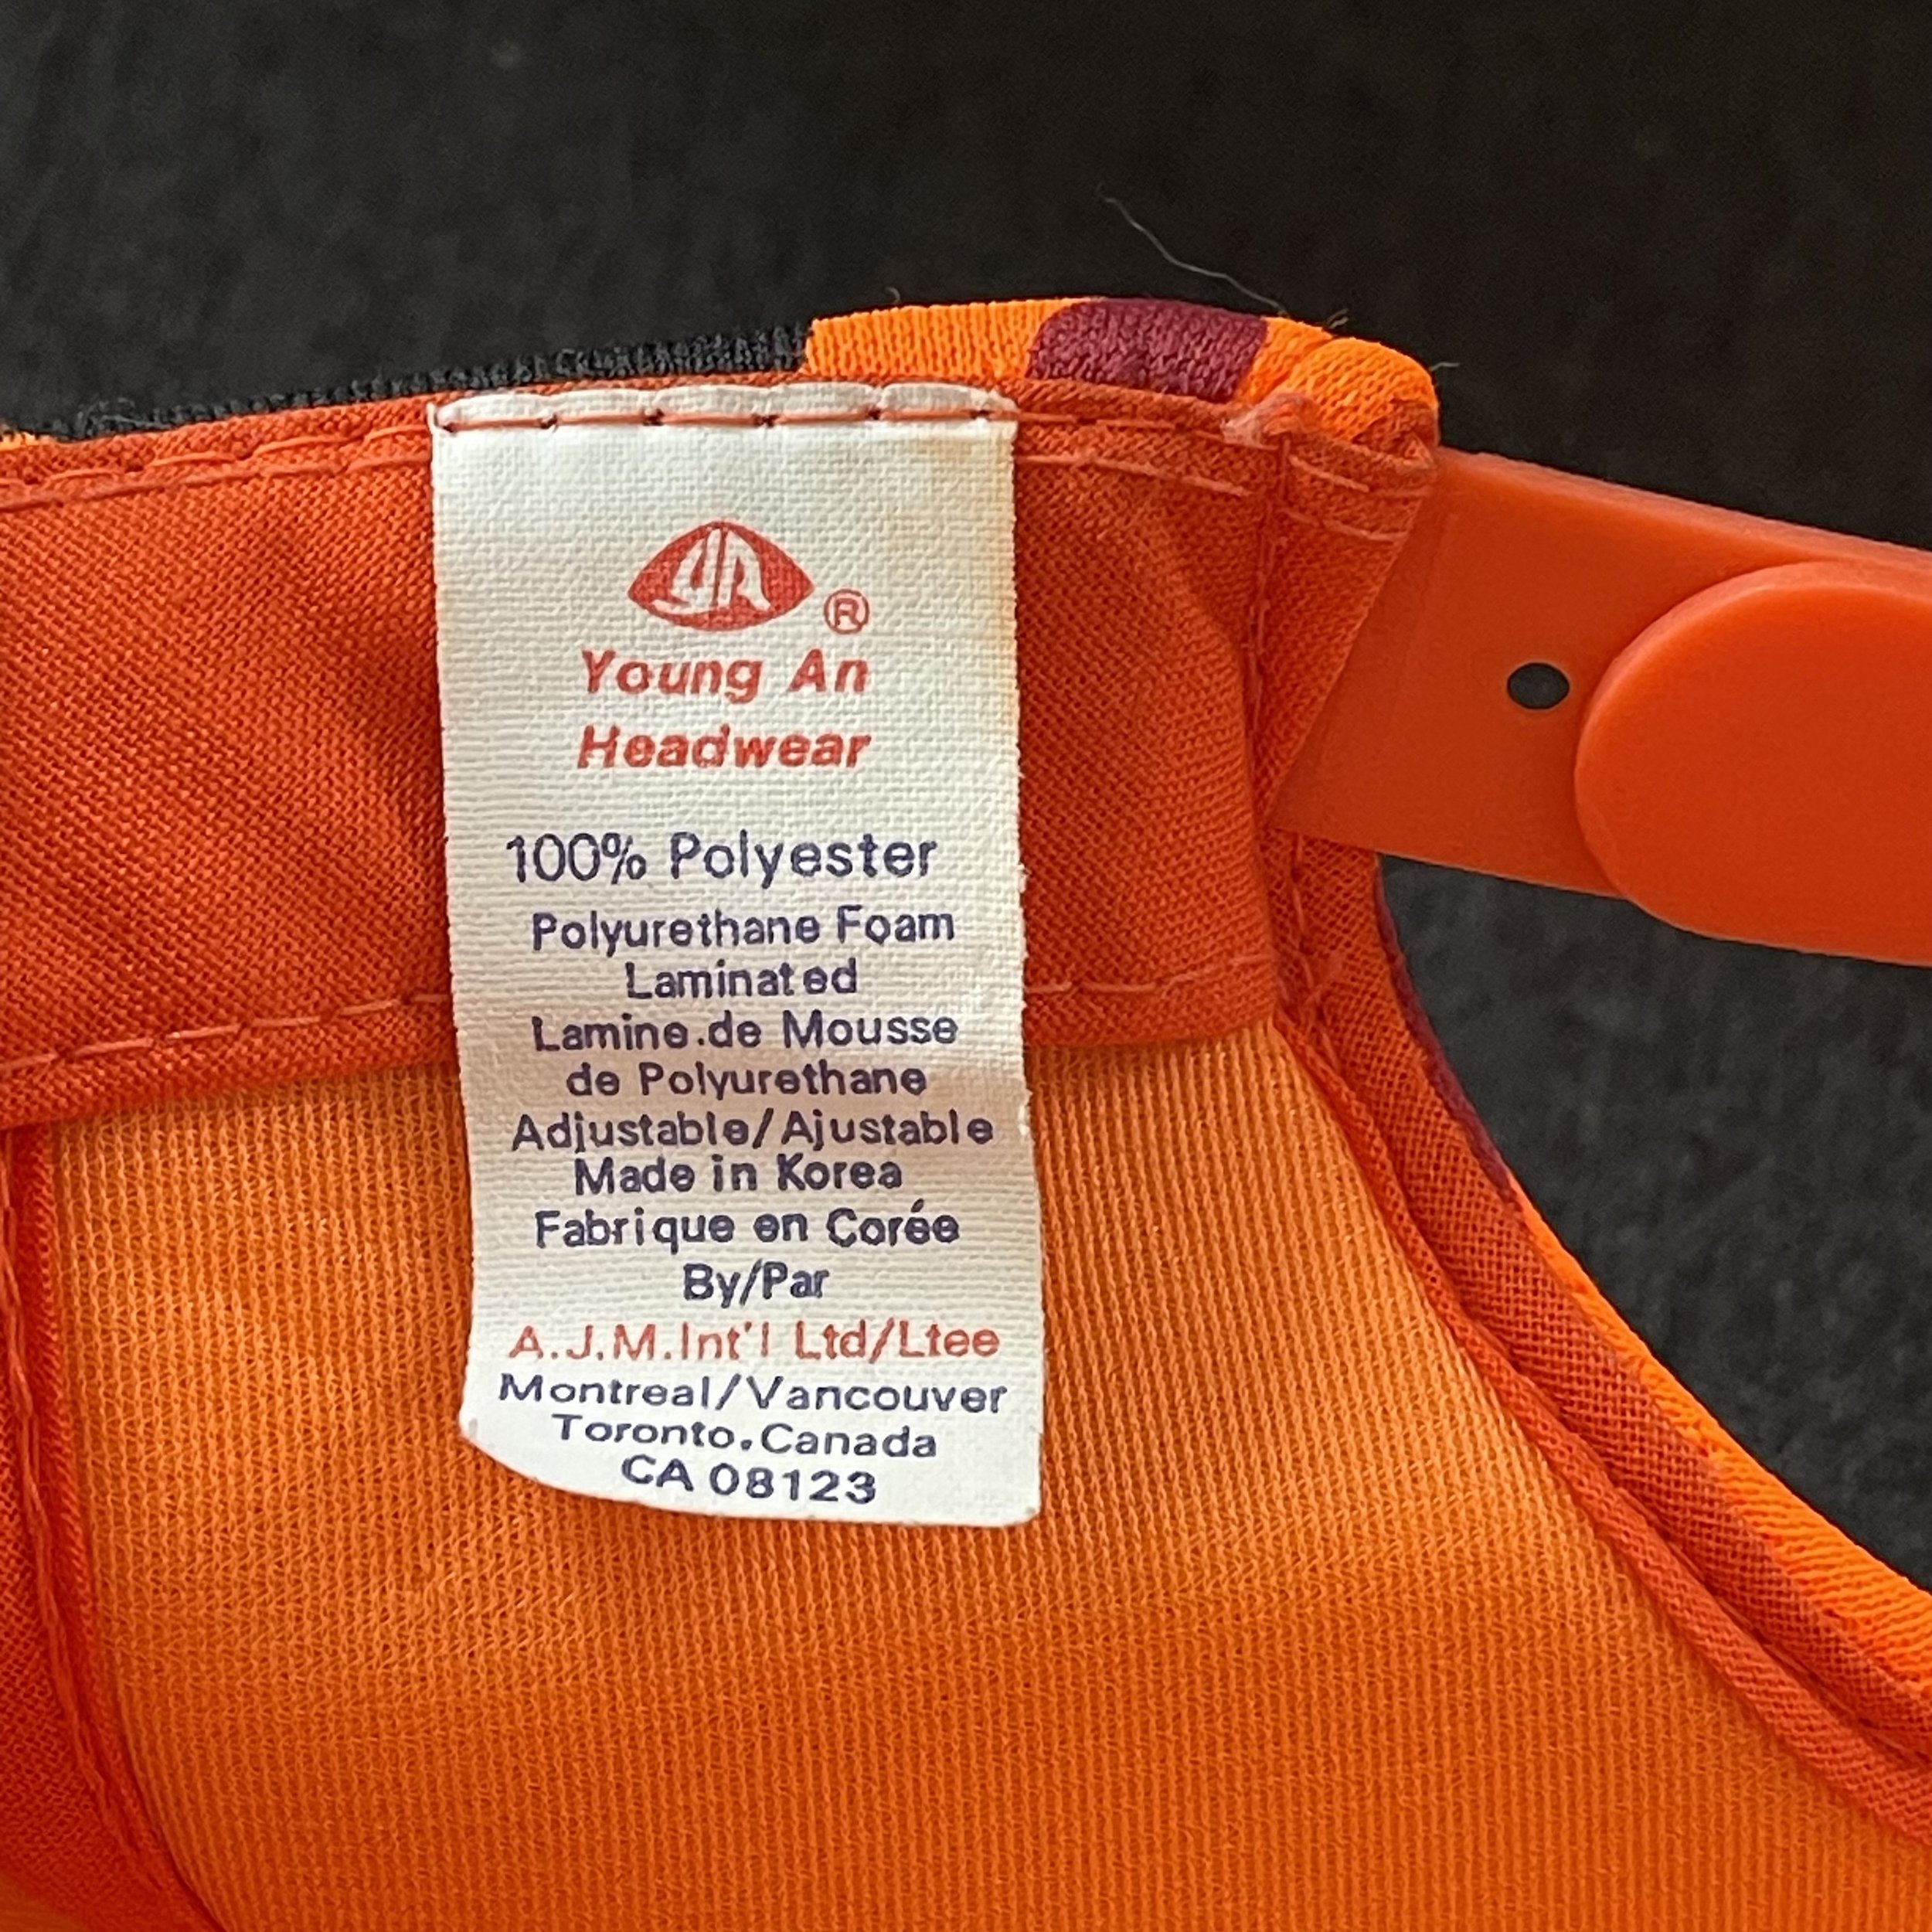 YA ®
Young An
Headwear
100% Polyester
Polyurethane Foam
Laminated
Lamine.de Mousse
de Polyurethane
Adjustable/Ajustable
Made in Korea
Fabrique en Corée
By/Par
A.J.M.Int'l Ltd/Ltee
Montreal/Vancouver
Toronto.Canada
CA 08123